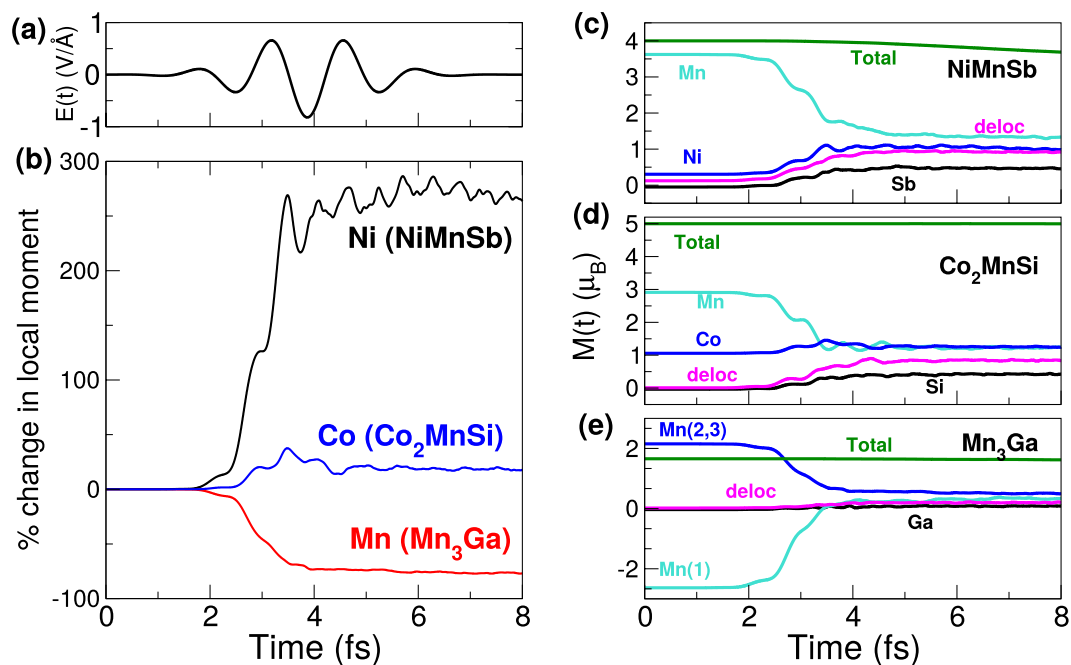 (a)
E(t) (V/Å)
1
0
-1
(b)
% change in local moment
300
200
100
0
-100
Ni (NiMnSb)
Co (Co₂MnSi)
Mn (Mn₃Ga)
0 2 4 6 8
Time (fs)
(c)
4
3
2
1
0
Total
NiMnSb
Mn
deloc
Ni
Sb
(d)
M(t) (μ_B)
5
4
3
2
1
0
Total
Co₂MnSi
Mn
Co
deloc
Si
(e)
2
0
-2
Mn(2,3)
Total
Mn₃Ga
deloc
Ga
Mn(1)
0 2 4 6 8
Time (fs)